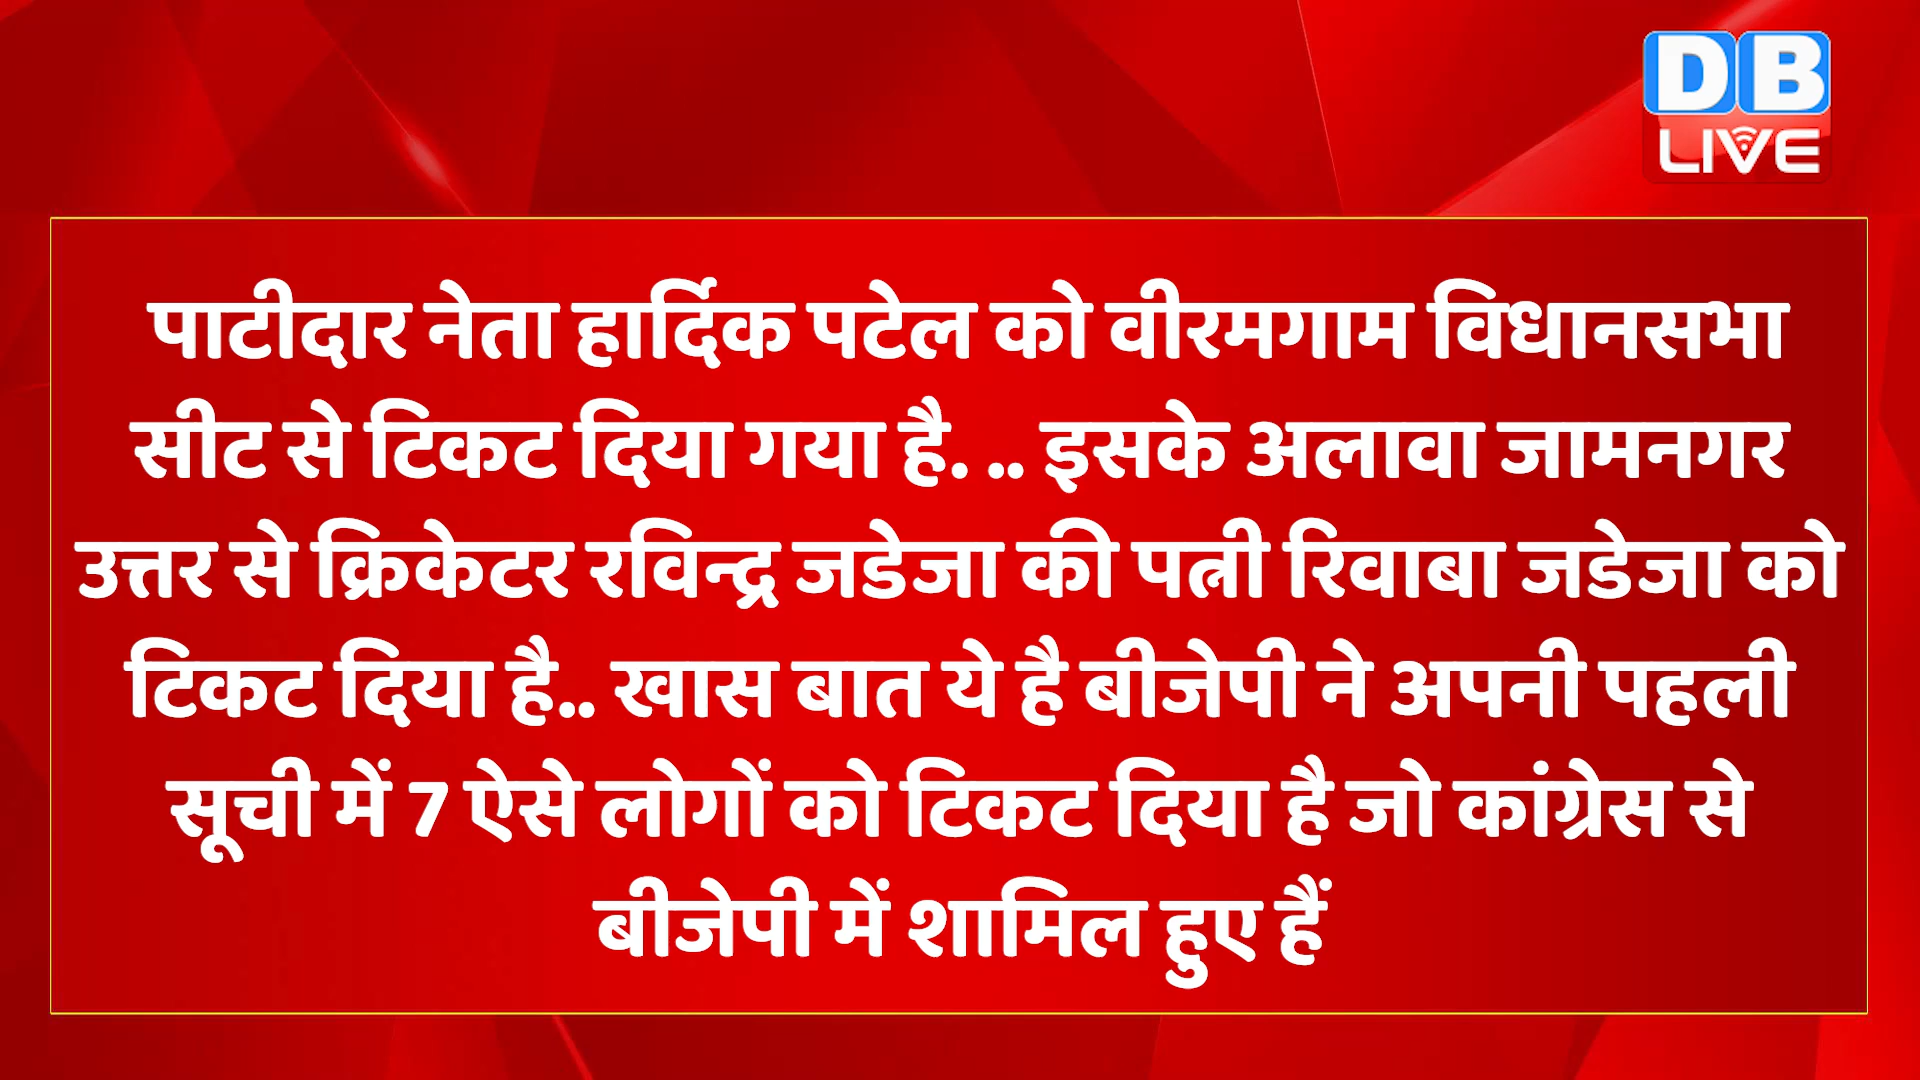 DB
LIVE
पाटीदार नेता हार्दिक पटेल को वीरमगाम विधानसभा
सीट से टिकट दिया गया है. .. इसके अलावा जामनगर
उत्तर से क्रिकेटर रविन्द्र जडेजा की पत्नी रिवाबा जडेजा को
टिकट दिया है.. खास बात ये है बीजेपी ने अपनी पहली
सूची में 7 ऐसे लोगों को टिकट दिया है जो कांग्रेस से
बीजेपी में शामिल हुए हैं